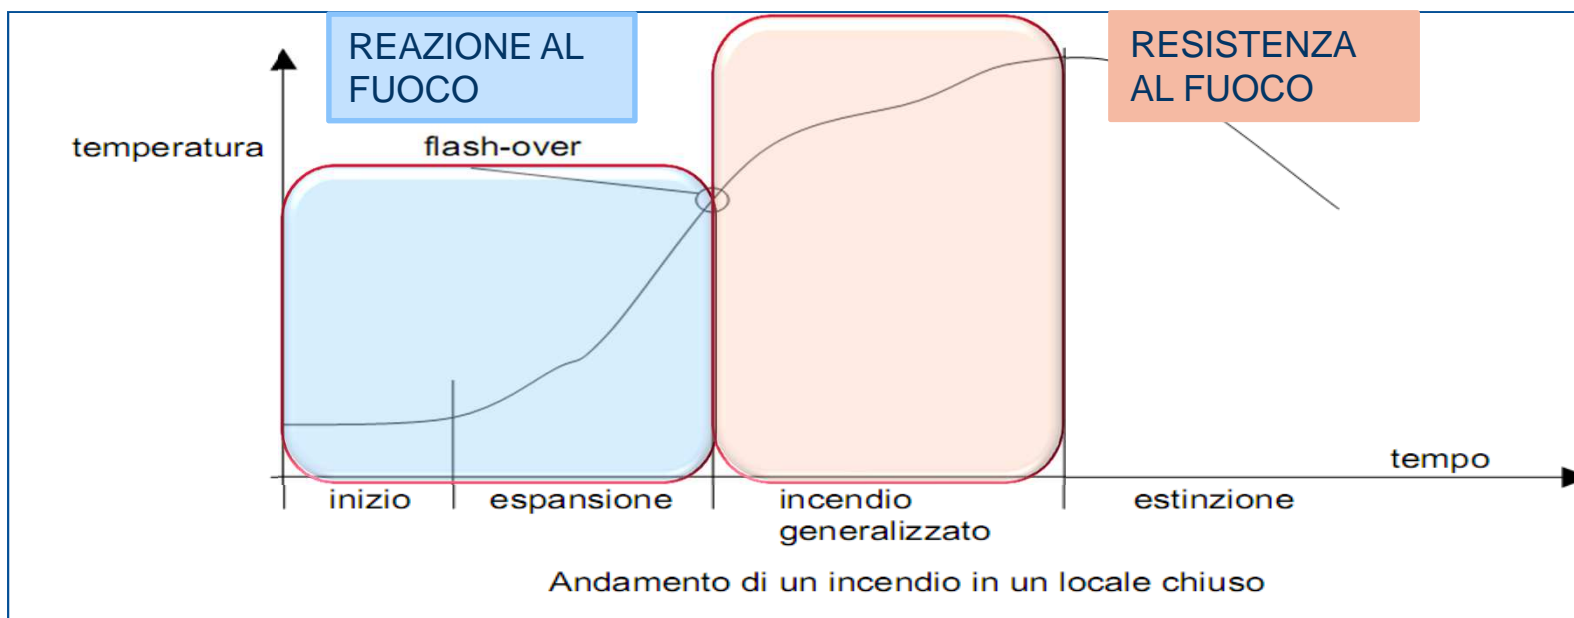 REAZIONE AL
FUOCO
RESISTENZA
AL FUOCO
temperatura
flash-over
tempo
inizio
espansione
incendio
generalizzato
estinzione
Andamento di un incendio in un locale chiuso